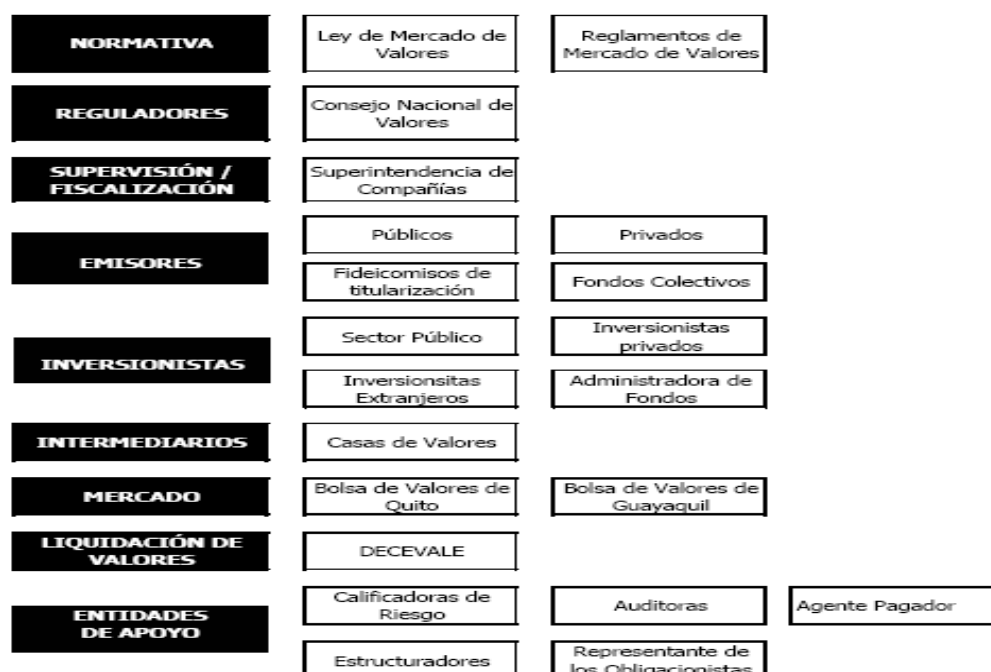 NORMATIVA
Ley de Mercado de
Valores
Reglamentos de
Mercado de Valores
REGULADORES
Consejo Nacional de
Valores
SUPERVISIÓN /
FISCALIZACIÓN
Superintendencia de
Compañías
EMISORES
Públicos
Privados
Fideicomisos de
titularización
Fondos Colectivos
INVERSIONISTAS
Sector Público
Inversionistas
privados
Inversionsitas
Extranjeros
Administradora de
Fondos
INTERMEDIARIOS
Casas de Valores
MERCADO
Bolsa de Valores de
Quito
Bolsa de Valores de
Guayaquil
LIQUIDACIÓN DE
VALORES
DECEVALE
ENTIDADES
DE APOYO
Calificadoras de
Riesgo
Auditoras
Agente Pagador
Estructuradores
Representante de
los Obligacionistas